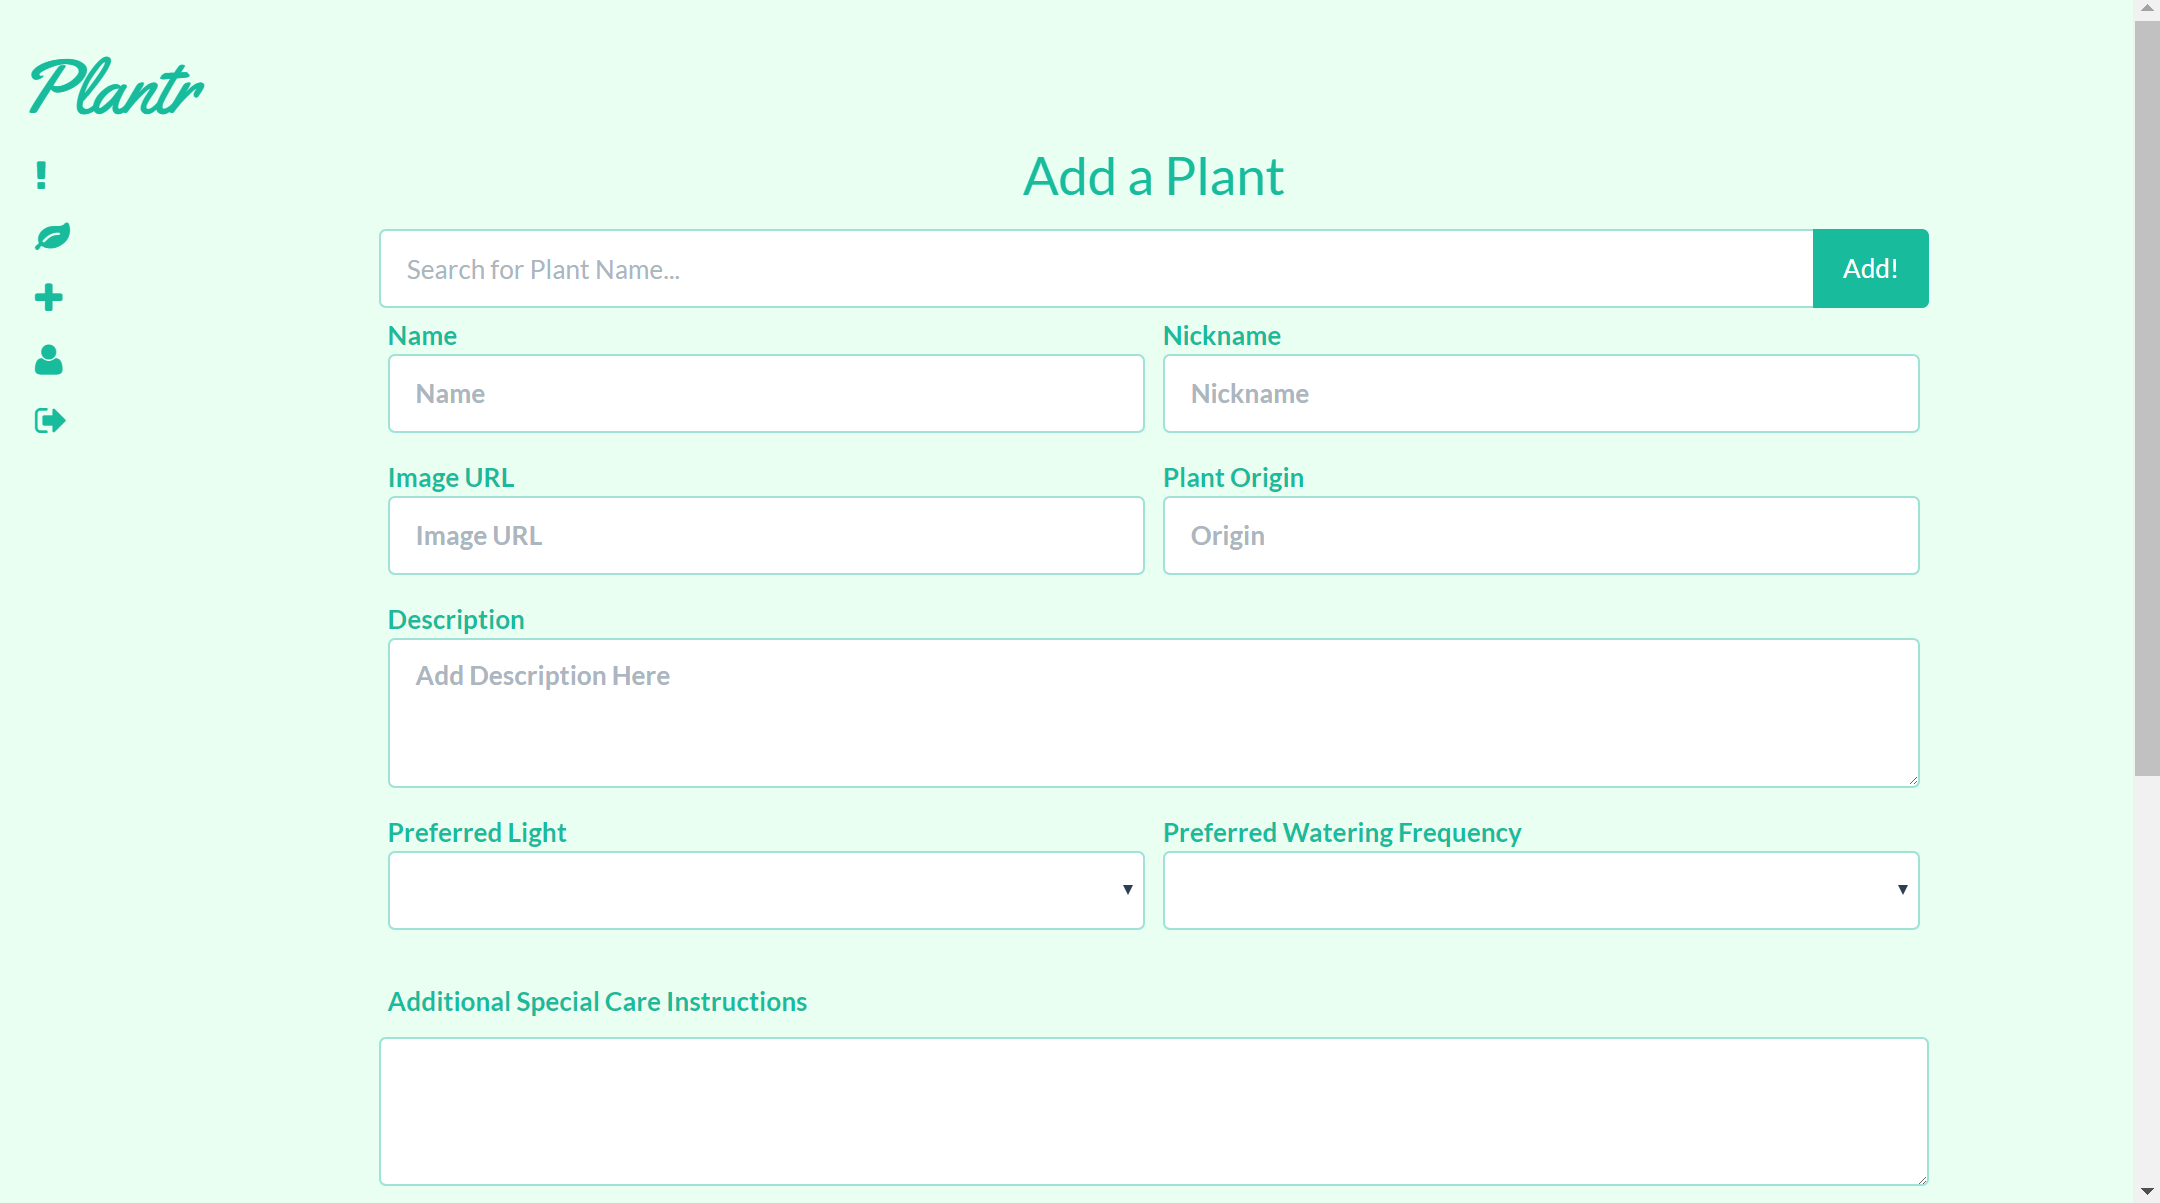 Plantr
Add a Plant
Search for Plant Name...
Add!
Name
Nickname
Name
Nickname
Image URL
Plant Origin
Image URL
Origin
Description
Add Description Here
Preferred Light
Preferred Watering Frequency
Additional Special Care Instructions